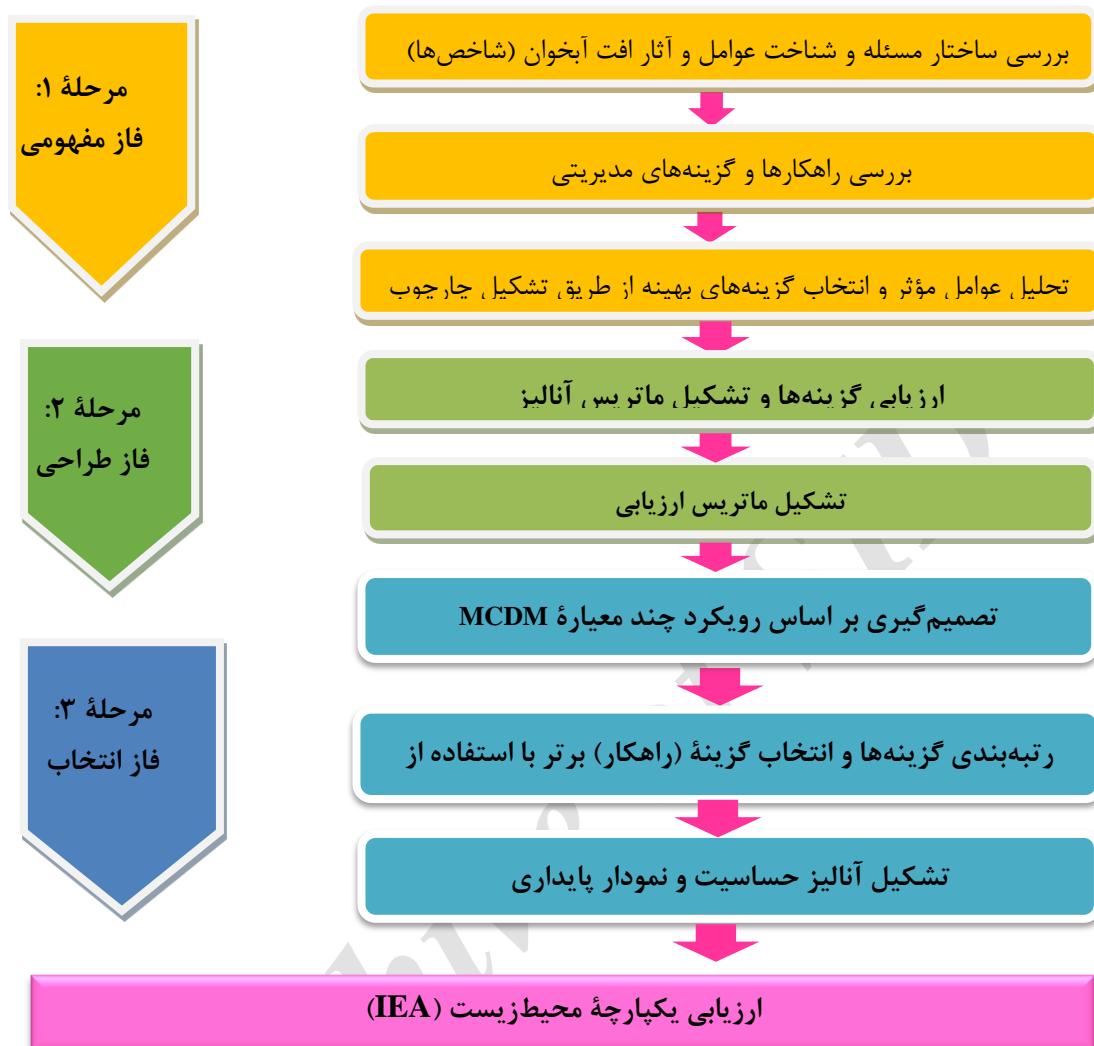 مرحلهٔ ۱:
فاز مفهومی
بررسی ساختار مسئله و شناخت عوامل و آثار افت آبخوان (شاخص‌ها)
بررسی راهکارها و گزینه‌های مدیریتی
تحلیل عوامل مؤثر و انتخاب گزینه‌های بهینه از طریق تشکیل چارچوب
مرحلهٔ ۲:
فاز طراحی
ارزیابی گزینه‌ها و تشکیل ماتریس آنالیز
تشکیل ماتریس ارزیابی
مرحلهٔ ۳:
فاز انتخاب
تصمیم‌گیری بر اساس رویکرد چند معیارهٔ MCDM
رتبه‌بندی گزینه‌ها و انتخاب گزینهٔ (راهکار) برتر با استفاده از
تشکیل آنالیز حساسیت و نمودار پایداری
ارزیابی یکپارچهٔ محیط‌زیست (IEA)